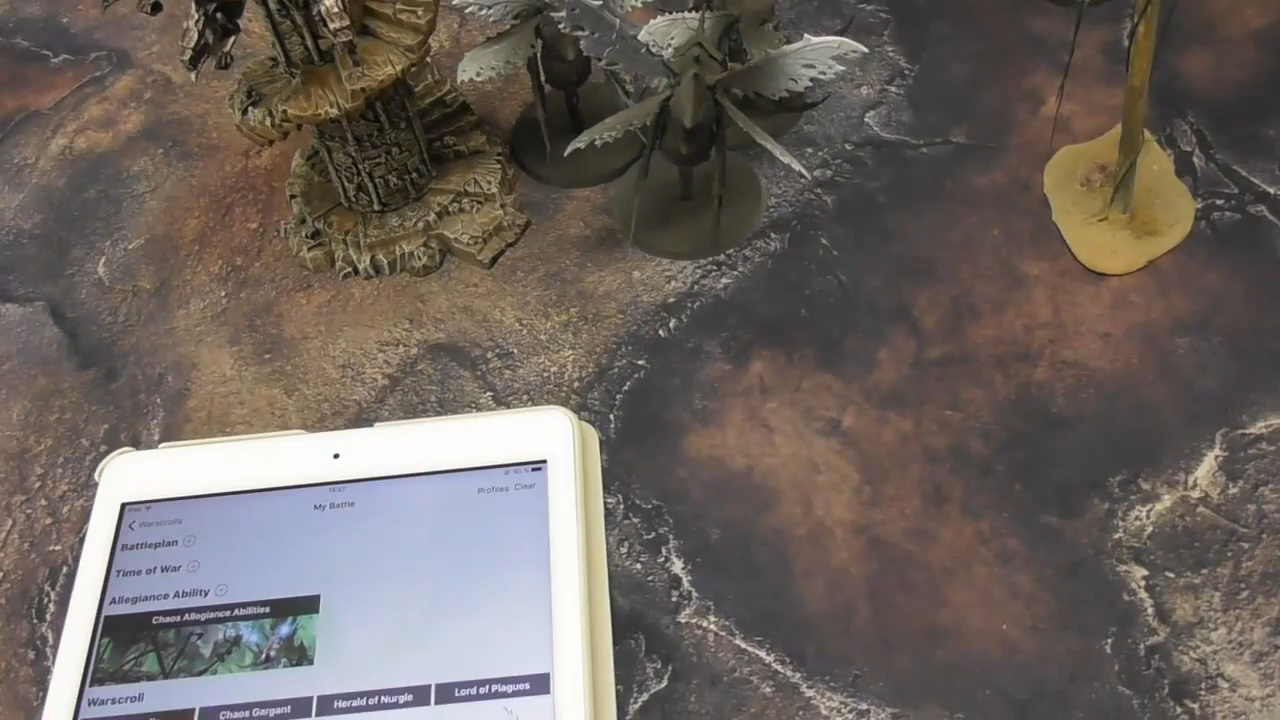 iPad
My Battle
Profiles Clear
Warscrolls
Battleplan
Time of War
Allegiance Ability
Chaos Allegiance Abilities
Warscroll
Chaos Gargant
Herald of Nurgle
Lord of Plagues